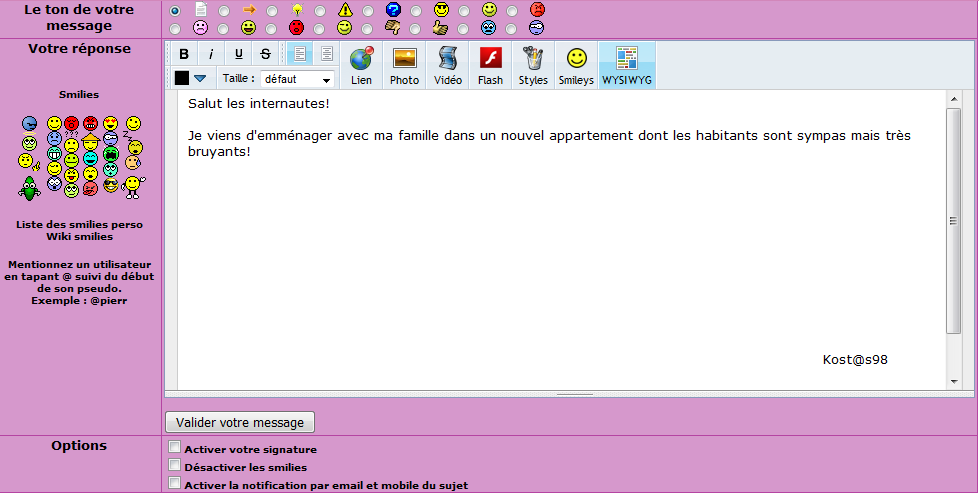 Le ton de votre
message
Votre réponse
B i U S
Taille : défaut
Lien Photo Vidéo Flash Styles Smileys WYSIWYG
Smilies
Liste des smilies perso
Wiki smilies
Mentionnez un utilisateur
en tapant @ suivi du début
de son pseudo.
Exemple : @pierr
Salut les internautes!
Je viens d'emménager avec ma famille dans un nouvel appartement dont les habitants sont sympas mais très
bruyants!
Kost@s98
Valider votre message
Options
Activer votre signature
Désactiver les smilies
Activer la notification par email et mobile du sujet